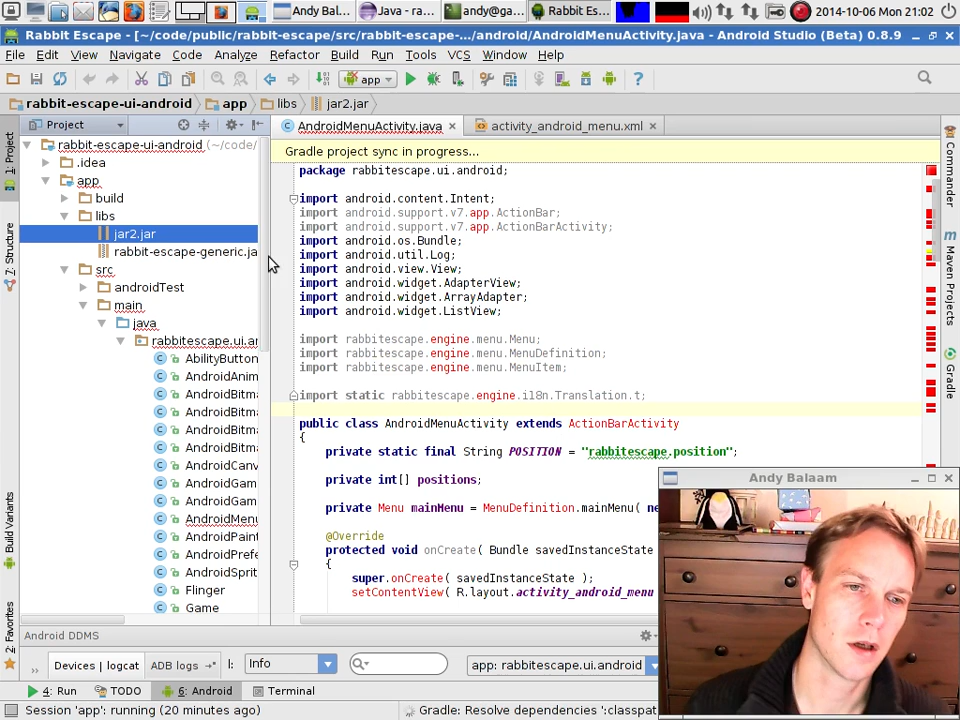 Andy Bal...
Java - ra...
andy@ga...
Rabbit Es...
2014-10-06 Mon 21:02
Rabbit Escape - [~/code/public/rabbit-escape/src/rabbit-escape-.../android/AndroidMenuActivity.java - Android Studio (Beta) 0.8.9
File Edit View Navigate Code Analyze Refactor Build Run Tools VCS Window Help
app
rabbit-escape-ui-android app libs jar2.jar
Project
AndroidMenuActivity.java
activity_android_menu.xml
Gradle project sync in progress...
1: Project
7: Structure
Build Variants
2: Favorites
rabbit-escape-ui-android (~/code/
.idea
app
build
libs
jar2.jar
rabbit-escape-generic.ja
src
androidTest
main
java
rabbitescape.ui.ar
AbilityButton
AndroidAnim
AndroidBitm
AndroidBitm
AndroidBitm
AndroidBitm
AndroidCanv
AndroidGam
AndroidGam
AndroidMenu
AndroidPaint
AndroidPrefe
AndroidSprit
Flinger
Game
package rabbitescape.ui.android;
import android.content.Intent;
import android.support.v7.app.ActionBar;
import android.support.v7.app.ActionBarActivity;
import android.os.Bundle;
import android.util.Log;
import android.view.View;
import android.widget.AdapterView;
import android.widget.ArrayAdapter;
import android.widget.ListView;
import rabbitescape.engine.menu.Menu;
import rabbitescape.engine.menu.MenuDefinition;
import rabbitescape.engine.menu.MenuItem;
import static rabbitescape.engine.i18n.Translation.t;
public class AndroidMenuActivity extends ActionBarActivity
{
private static final String POSITION = "rabbitescape.position";
private int[] positions;
private Menu mainMenu = MenuDefinition.mainMenu( ne
@Override
protected void onCreate( Bundle savedInstanceState
{
super.onCreate( savedInstanceState );
setContentView( R.layout.activity_android_menu
Commander
Maven Projects
Gradle
Andy Balaam
Android DDMS
Devices | logcat
ADB logs
l:
Info
app: rabbitescape.ui.android
4: Run
TODO
6: Android
Terminal
Session 'app': running (20 minutes ago)
Gradle: Resolve dependencies ':classpat